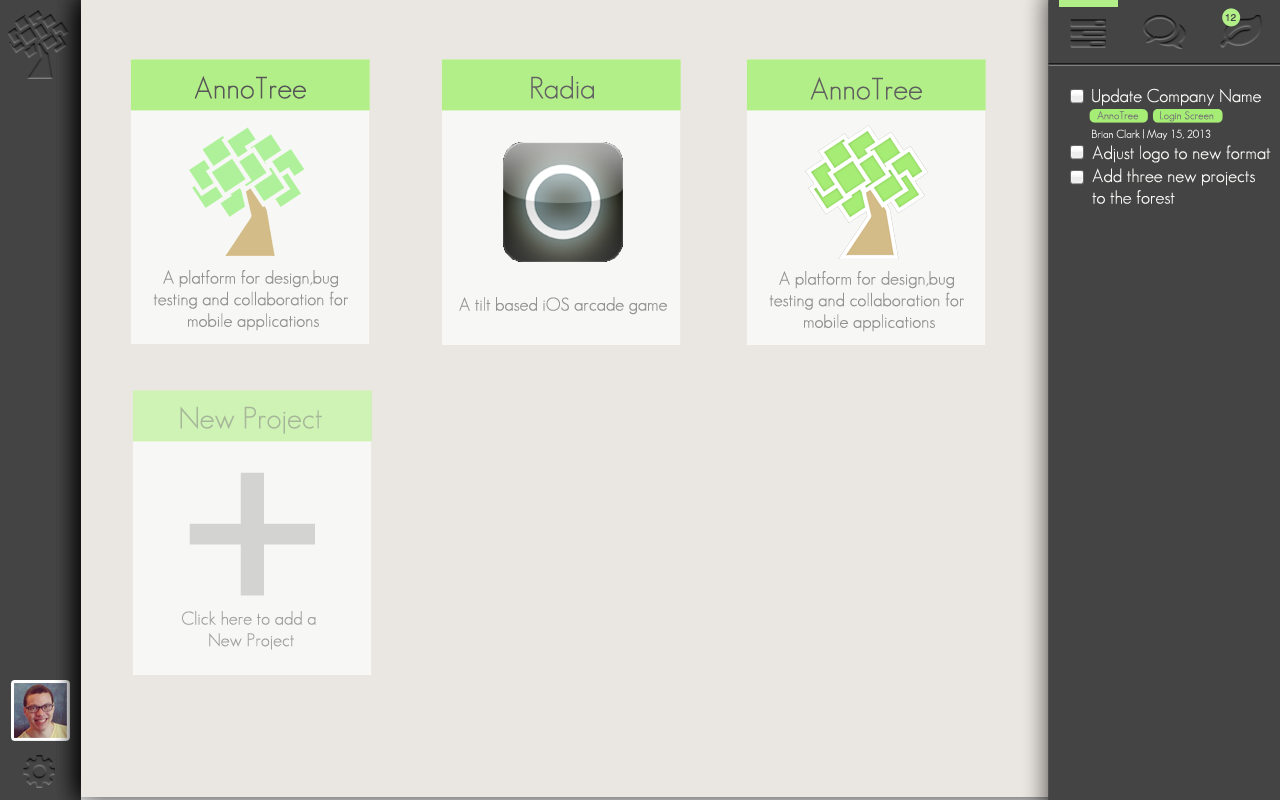 AnnoTree
A platform for design,bug
testing and collaboration for
mobile applications
Radia
A tilt based iOS arcade game
AnnoTree
A platform for design,bug
testing and collaboration for
mobile applications
New Project
Click here to add a
New Project
12
Update Company Name
AnnoTree Login Screen
Brian Clark | May 15, 2013
Adjust logo to new format
Add three new projects
to the forest